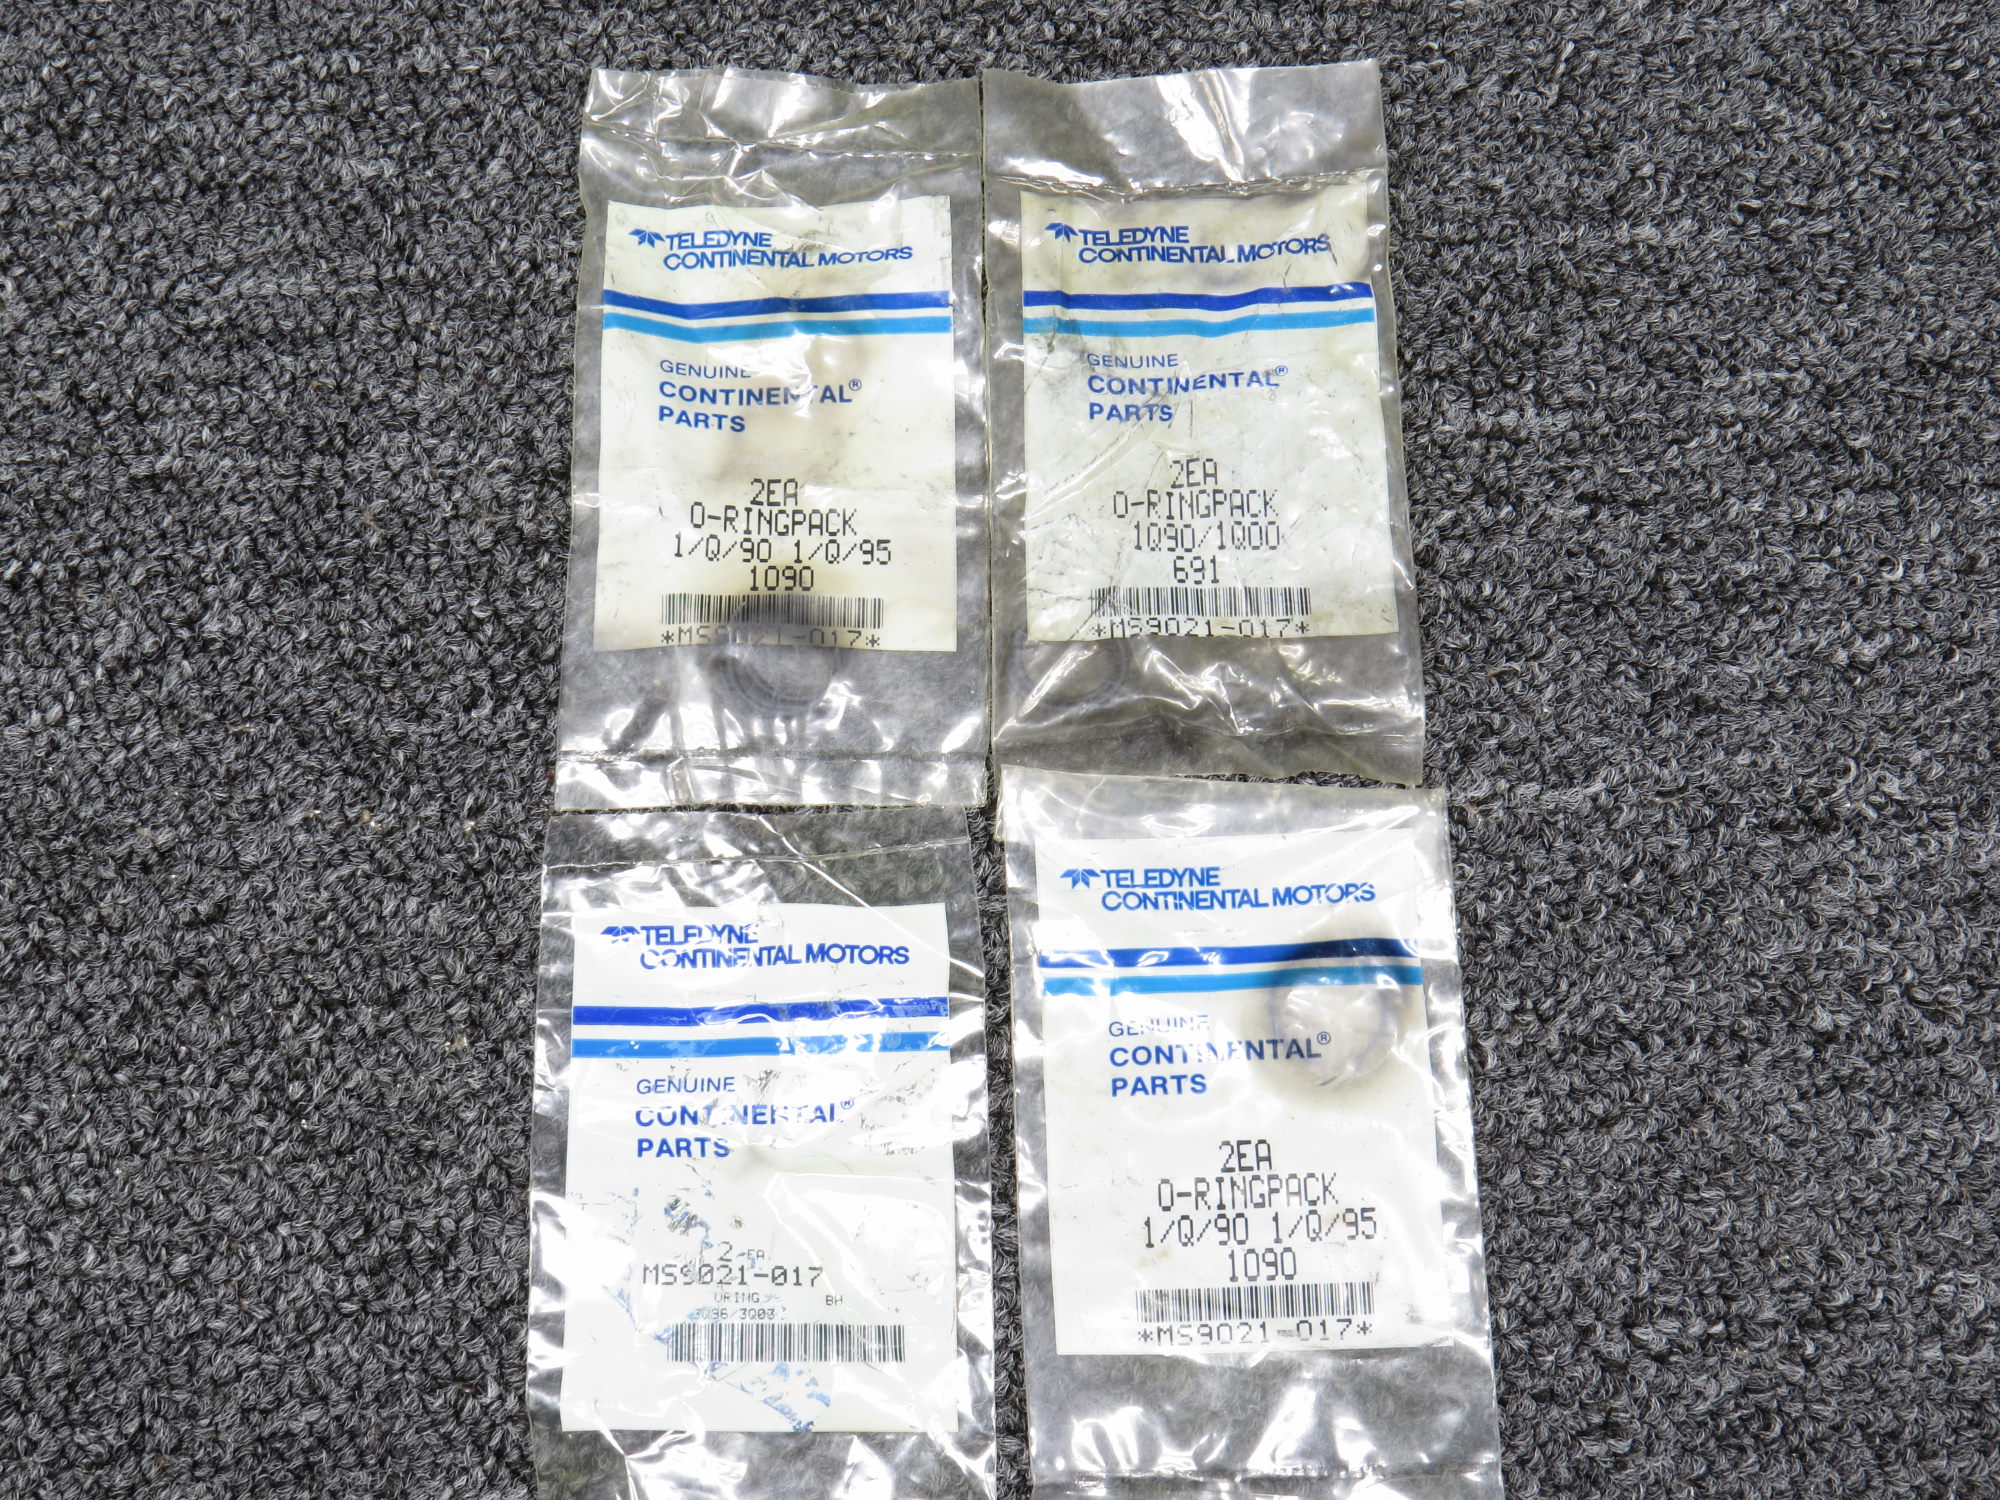 TELEDYNE
CONTINENTAL MOTORS
GENUINE
CONTINENTAL®
PARTS
2EA
O-RINGPACK
1/Q/90 1/Q/95
1090
*MS9021-017*
TELEDYNE
CONTINENTAL MOTORS
GENUINE
CONTINENTAL®
PARTS
2EA
O-RINGPACK
1Q90/1Q00
691
*MS9021-017*
TELEDYNE
CONTINENTAL MOTORS
GENUINE
CONTINENTAL®
PARTS
2 EA
MS9021-017
ORING
BH
3Q96/3Q03
TELEDYNE
CONTINENTAL MOTORS
GENUINE
CONTINENTAL®
PARTS
2EA
O-RINGPACK
1/Q/90 1/Q/95
1090
*MS9021-017*